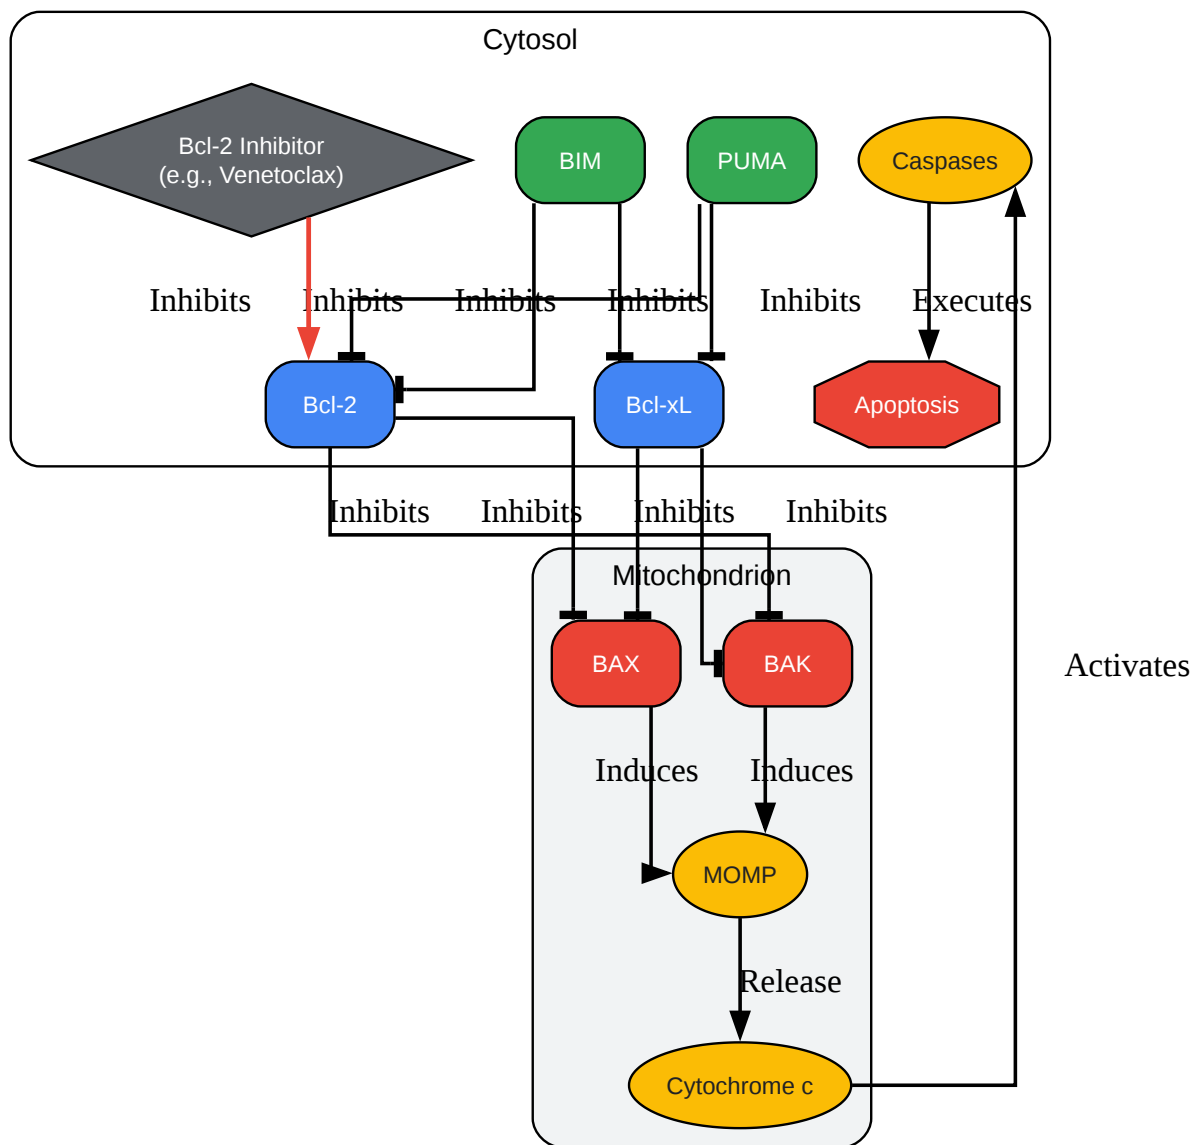 Cytosol
Bcl-2 Inhibitor
(e.g., Venetoclax)
BIM
PUMA
Caspases
Inhibits
Inhibits
Inhibits
Inhibits
Inhibits
Executes
Bcl-2
Bcl-xL
Apoptosis
Inhibits
Inhibits
Inhibits
Inhibits
Mitochondrion
BAX
BAK
Activates
Induces
Induces
MOMP
Release
Cytochrome c